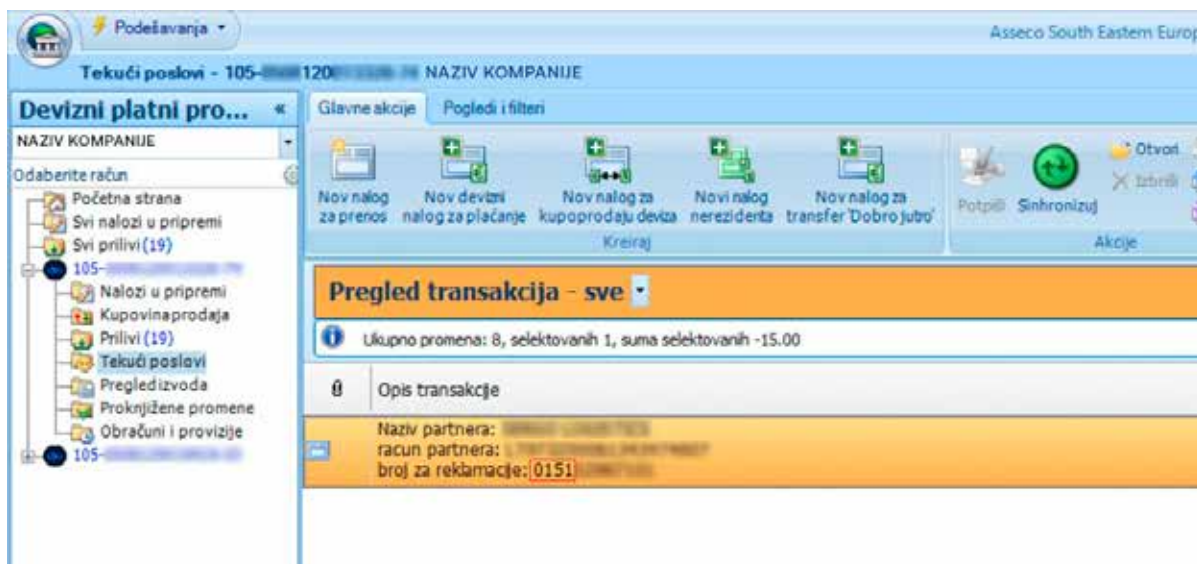 Podešavanja
Asseco South Eastern Europ
Tekući poslovi - 105- 120 NAZIV KOMPANIJE
Devizni platni pro... «
NAZIV KOMPANIJE
Odaberite račun
Početna strana
Svi nalozi u pripremi
Svi prilivi (19)
105-
Nalozi u pripremi
Kupovinaprodaja
Prilivi (19)
Tekući poslovi
Pregledizvoda
Proknjižene promene
Obračuni i provizije
105-
Glavne akcije Pogledi i filteri
Nov nalog Nov devizni Nov nalog za Novi nalog Nov nalog za
za prenos nalog za plaćanje kupoprodaju deviza nerezidenta transfer 'Dobro jutro'
Kreiraj
Potpiši Sinhronizuj
Otvori
Izbriši
Akcije
Pregled transakcija - sve
Ukupno promena: 8, selektovanih 1, suma selektovanih -15.00
Opis transakcije
Naziv partnera:
racun partnera:
broj za reklamacije: 0151